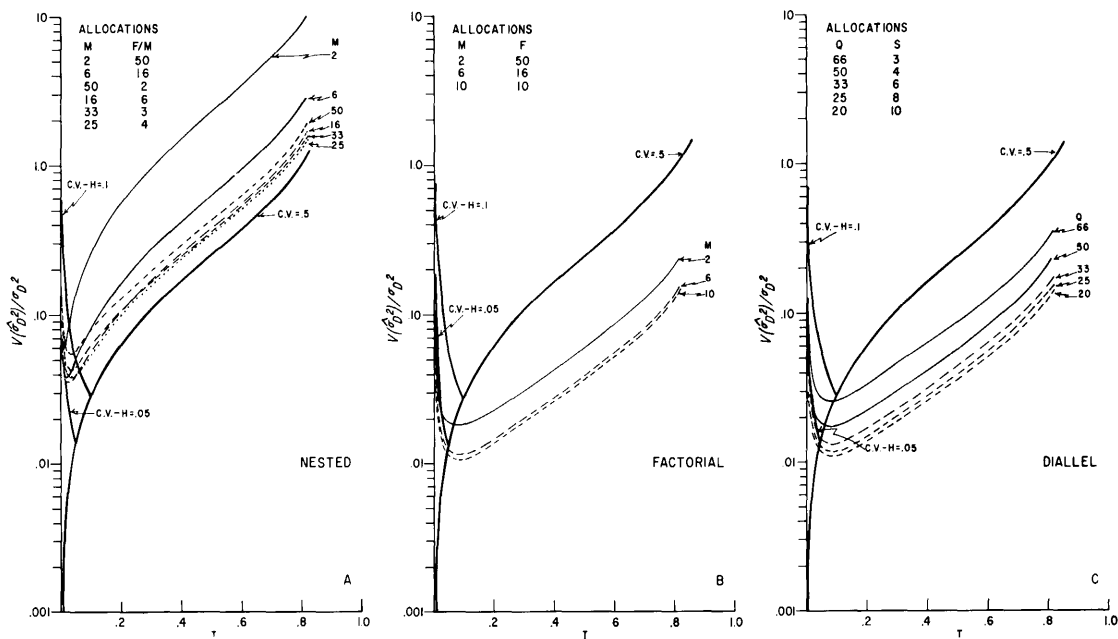 ALLOCATIONS
M F/M
2 50
6 16
50 2
16 6
33 3
25 4
10
1.0
.10
.01
.001
V(σ̂D²)/σD²
C.V.-H=.1
C.V.-H=.05
C.V.=.5
M
2
6
50
16
33
25
NESTED
A
.2 .4 .6 .8 1.0
T
ALLOCATIONS
M F
2 50
6 16
10 10
10
1.0
.10
.01
.001
V(σ̂D²)/σD²
C.V.-H=.1
C.V.-H=.05
C.V.=.5
M
2
6
10
FACTORIAL
B
.2 .4 .6 .8 1.0
T
ALLOCATIONS
Q S
66 3
50 4
33 6
25 8
20 10
10
1.0
.10
.01
.001
V(σ̂D²)/σD²
C.V.-H=.1
C.V.-H=.05
C.V.=.5
Q
66
50
33
25
20
DIALLEL
C
.2 .4 .6 .8 1.0
T